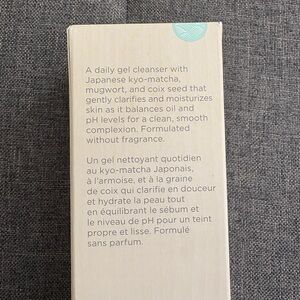 A daily gel cleanser with
Japanese kyo-matcha,
mugwort, and coix seed that
gently clarifies and moisturizes
skin as it balances oil and
pH levels for a clean, smooth
complexion. Formulated
without fragrance.
Un gel nettoyant quotidien
au kyo-matcha Japonais,
à l'armoise, et à la graine
de coix qui clarifie en douceur
et hydrate la peau tout
en équilibrant le sébum et
le niveau de pH pour un teint
propre et lisse. Formulé
sans parfum.